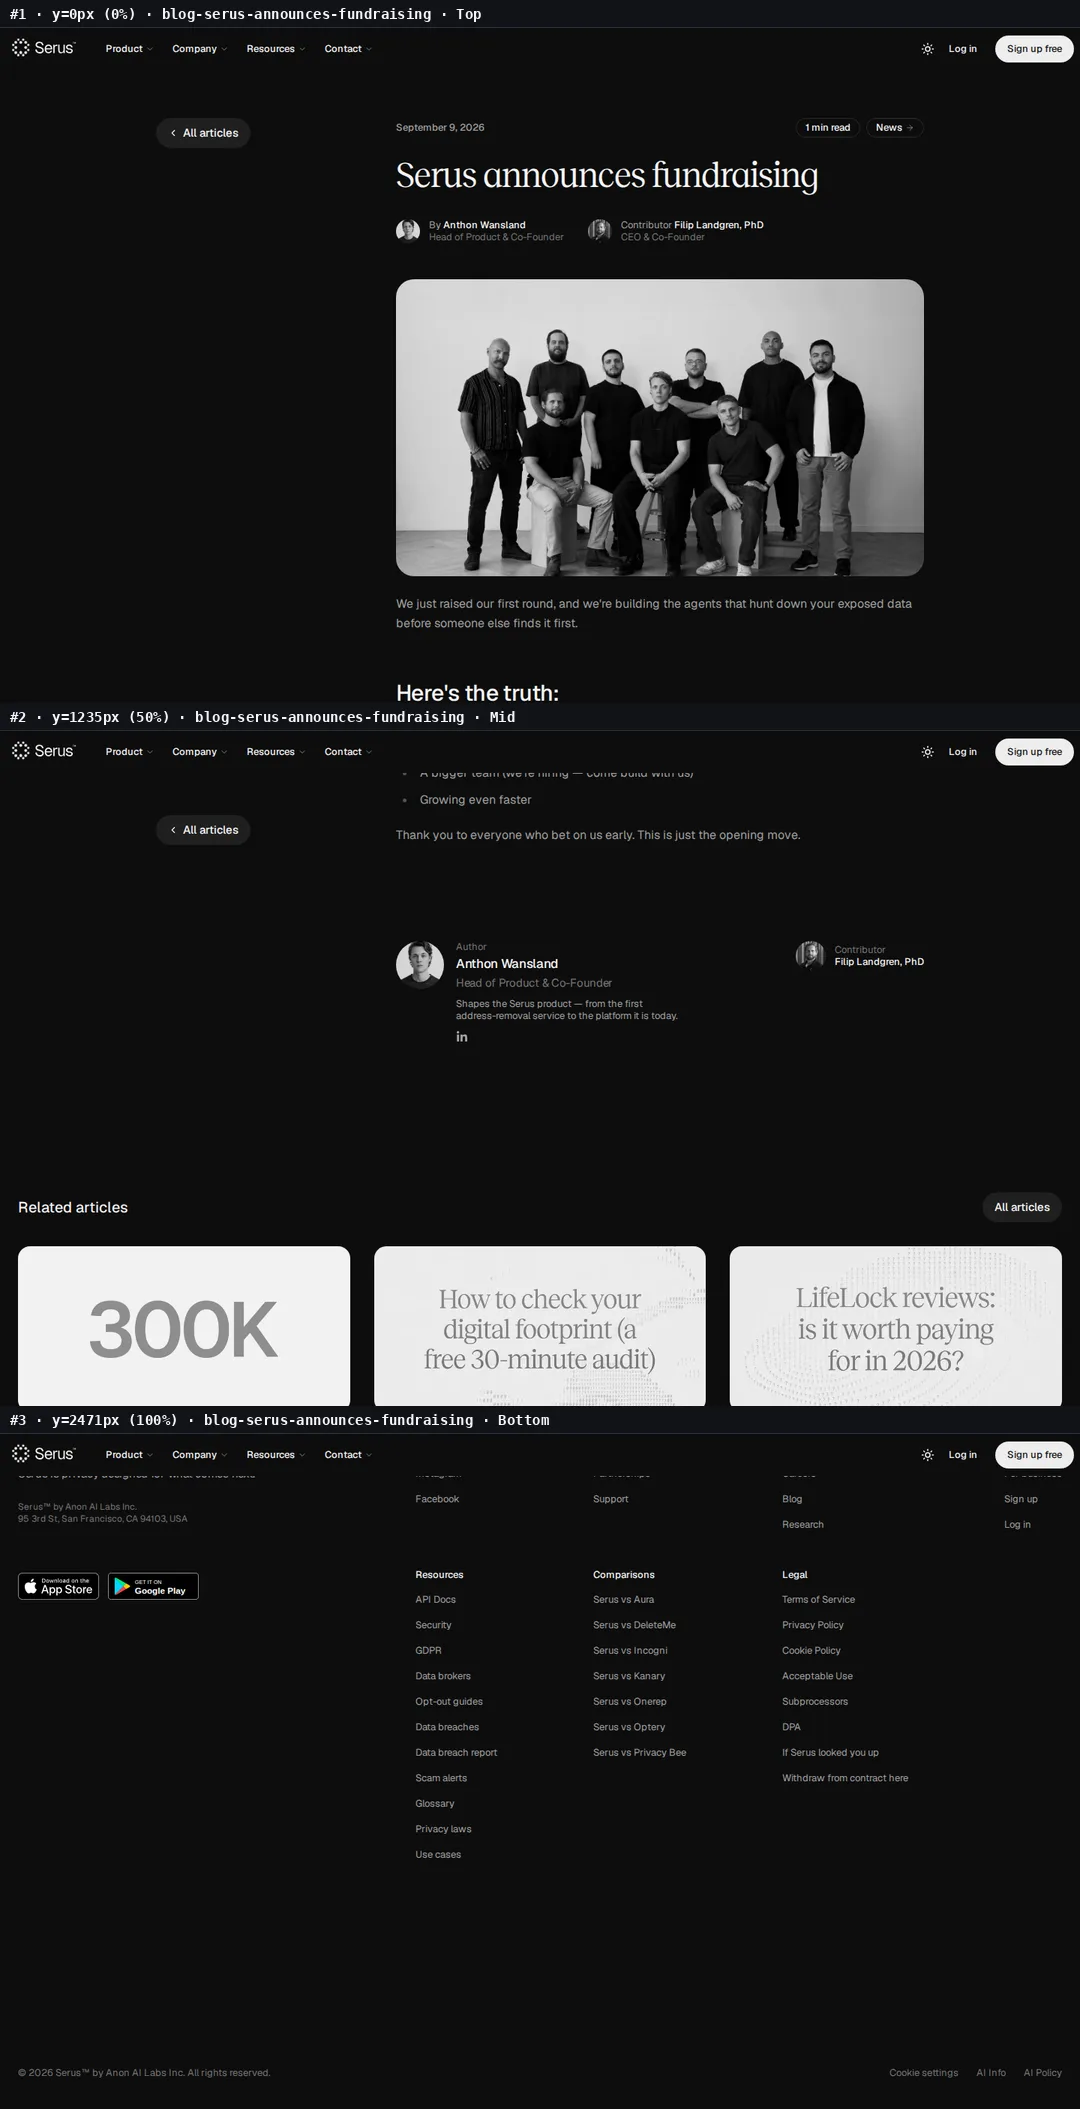 #1 · y=0px (0%) · blog-serus-announces-fundraising · Top
Serus™
Product
Company
Resources
Contact
Log in
Sign up free
All articles
September 9, 2026
1 min read
News
Serus announces fundraising
By Anthon Wansland
Head of Product & Co-Founder
Contributor Filip Landgren, PhD
CEO & Co-Founder
We just raised our first round, and we're building the agents that hunt down your exposed data
before someone else finds it first.
Here's the truth:
#2 · y=1235px (50%) · blog-serus-announces-fundraising · Mid
Serus™
Product
Company
Resources
Contact
Log in
Sign up free
• A bigger team (we're hiring — come build with us)
• Growing even faster
All articles
Thank you to everyone who bet on us early. This is just the opening move.
Author
Anthon Wansland
Head of Product & Co-Founder
Shapes the Serus product — from the first
address-removal service to the platform it is today.
in
Contributor
Filip Landgren, PhD
Related articles
All articles
300K
How to check your
digital footprint (a
free 30-minute audit)
LifeLock reviews:
is it worth paying
for in 2026?
#3 · y=2471px (100%) · blog-serus-announces-fundraising · Bottom
Serus™
Product
Company
Resources
Contact
Log in
Sign up free
Serus™ by Anon AI Labs Inc.
95 3rd St, San Francisco, CA 94103, USA
Download on the
App Store
GET IT ON
Google Play
Facebook
Support
Blog
Research
Sign up
Log in
Resources
API Docs
Security
GDPR
Data brokers
Opt-out guides
Data breaches
Data breach report
Scam alerts
Glossary
Privacy laws
Use cases
Comparisons
Serus vs Aura
Serus vs DeleteMe
Serus vs Incogni
Serus vs Kanary
Serus vs Onerep
Serus vs Optery
Serus vs Privacy Bee
Legal
Terms of Service
Privacy Policy
Cookie Policy
Acceptable Use
Subprocessors
DPA
If Serus looked you up
Withdraw from contract here
© 2026 Serus™ by Anon AI Labs Inc. All rights reserved.
Cookie settings
AI Info
AI Policy